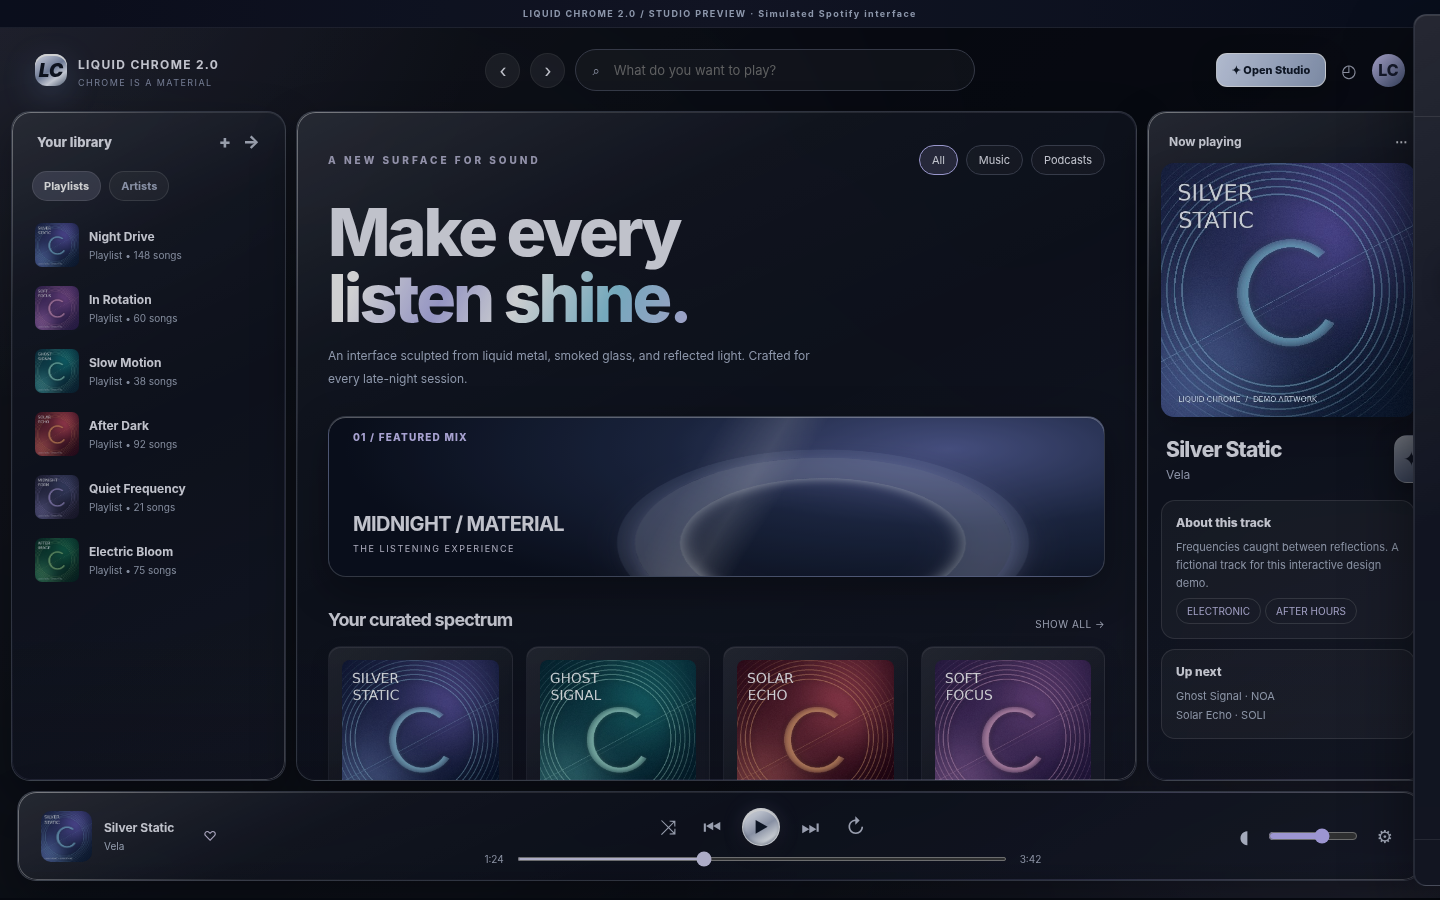 LIQUID CHROME 2.0 / STUDIO PREVIEW · Simulated Spotify interface
LC
LIQUID CHROME 2.0
CHROME IS A MATERIAL
What do you want to play?
✦ Open Studio
LC
Your library
Playlists
Artists
Night Drive
Playlist • 148 songs
In Rotation
Playlist • 60 songs
Slow Motion
Playlist • 38 songs
After Dark
Playlist • 92 songs
Quiet Frequency
Playlist • 21 songs
Electric Bloom
Playlist • 75 songs
A NEW SURFACE FOR SOUND
All
Music
Podcasts
Make every
listen shine.
An interface sculpted from liquid metal, smoked glass, and reflected light. Crafted for
every late-night session.
01 / FEATURED MIX
MIDNIGHT / MATERIAL
THE LISTENING EXPERIENCE
Your curated spectrum
SHOW ALL →
SILVER
STATIC
GHOST
SIGNAL
SOLAR
ECHO
SOFT
FOCUS
Now playing
SILVER
STATIC
LIQUID CHROME / DEMO ARTWORK
Silver Static
Vela
About this track
Frequencies caught between reflections. A
fictional track for this interactive design
demo.
ELECTRONIC
AFTER HOURS
Up next
Ghost Signal · NOA
Solar Echo · SOLI
Silver Static
Vela
1:24
3:42